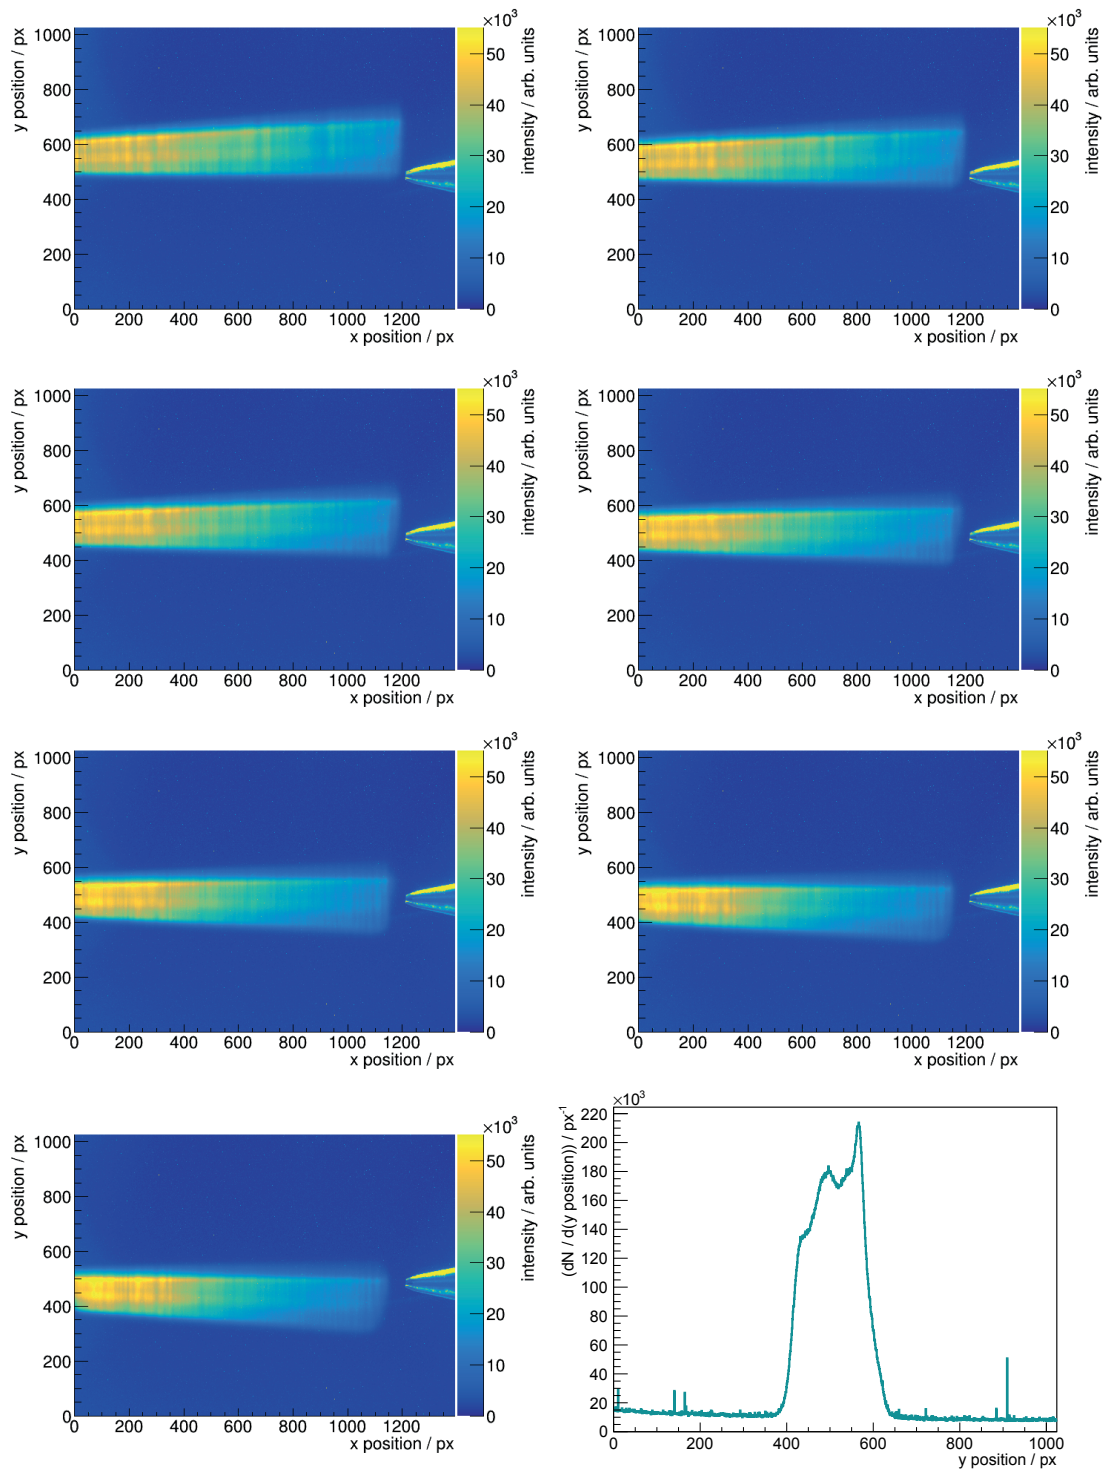 ×10³ ×10³
y position / px 1000 800 600 400 200 0 intensity / arb. units 50 40 30 20 10 0
y position / px 1000 800 600 400 200 0 intensity / arb. units 50 40 30 20 10 0
0 200 400 600 800 1000 1200 0 200 400 600 800 1000 1200
x position / px x position / px
×10³ ×10³
y position / px 1000 800 600 400 200 0 intensity / arb. units 50 40 30 20 10 0
y position / px 1000 800 600 400 200 0 intensity / arb. units 50 40 30 20 10 0
0 200 400 600 800 1000 1200 0 200 400 600 800 1000 1200
x position / px x position / px
×10³ ×10³
y position / px 1000 800 600 400 200 0 intensity / arb. units 50 40 30 20 10 0
y position / px 1000 800 600 400 200 0 intensity / arb. units 50 40 30 20 10 0
0 200 400 600 800 1000 1200 0 200 400 600 800 1000 1200
x position / px x position / px
×10³
y position / px 1000 800 600 400 200 0 intensity / arb. units 50 40 30 20 10 0
0 200 400 600 800 1000 1200
x position / px
×10³
(dN / d(y position)) / px⁻¹ 220 200 180 160 140 120 100 80 60 40 20 0
0 200 400 600 800 1000
y position / px